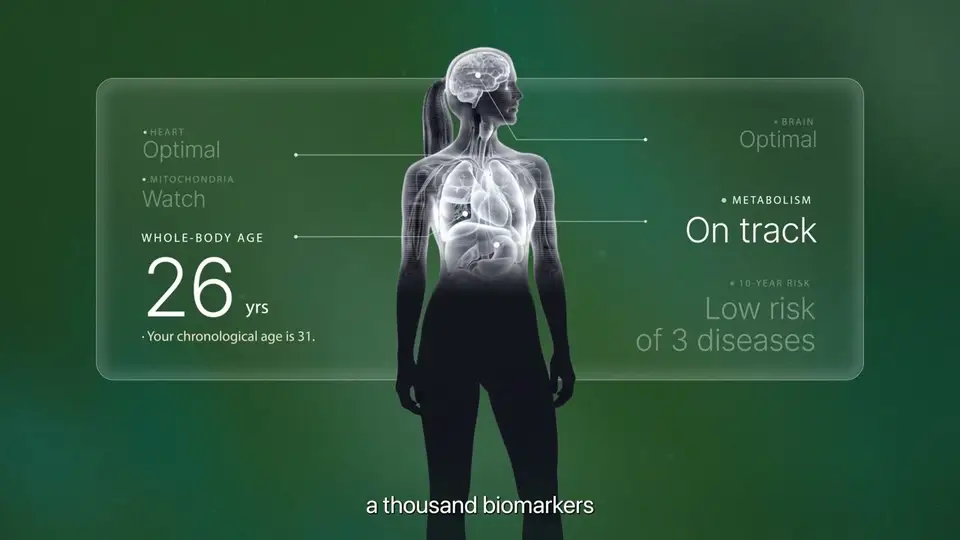 • HEART
Optimal
• MITOCHONDRIA
Watch
WHOLE-BODY AGE
26 yrs
· Your chronological age is 31.
• BRAIN
Optimal
• METABOLISM
On track
• 10-YEAR RISK
Low risk
of 3 diseases
a thousand biomarkers